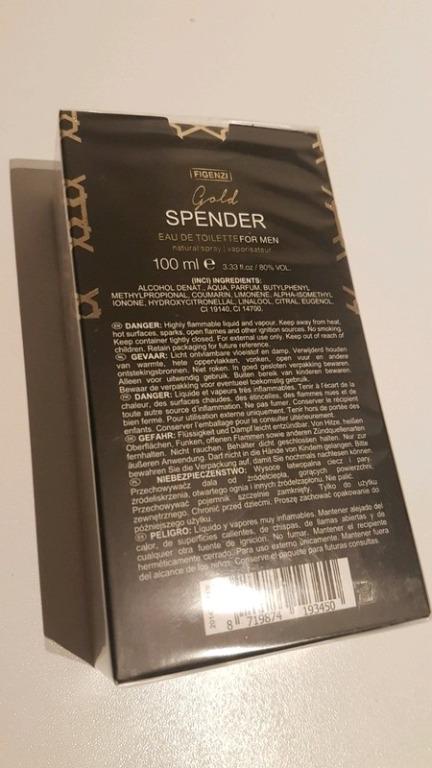 FIGENZI
Gold
SPENDER
EAU DE TOILETTE FOR MEN
natural spray | vaporisateur
100 ml e 3.33 fl.oz / 80% VOL.
(INCI) INGREDIENTS:
ALCOHOL DENAT., AQUA, PARFUM, BUTYLPHENYL
METHYLPROPIONAL, COUMARIN, LIMONENE, ALPHA-ISOMETHYL
IONONE, HYDROXYCITRONELLAL, LINALOOL, CITRAL, EUGENOL,
CI 19140, CI 14700.
DANGER: Highly flammable liquid and vapour. Keep away from heat,
hot surfaces, sparks, open flames and other ignition sources. No smoking.
Keep container tightly closed. For external use only. Keep out of reach of
children. Retain packaging for future reference.
GEVAAR: Licht ontvlambare vloeistof en damp. Verwijderd houden
van warmte, hete oppervlakken, vonken, open vuur en andere
ontstekingsbronnen. Niet roken. In goed gesloten verpakking bewaren.
Alleen voor uitwendig gebruik. Buiten bereik van kinderen bewaren.
Bewaar de verpakking voor eventueel toekomstig gebruik.
DANGER: Liquide et vapeurs très inflammables. Tenir à l'écart de la
chaleur, des surfaces chaudes, des étincelles, des flammes nues et de
toute autre source d'inflammation. Ne pas fumer. Conserver le récipient
bien fermé. Pour utilisation externe uniquement. Tenir hors de portée des
enfants. Conserver l'emballage pour le consulter ultérieurement.
GEFAHR: Flüssigkeit und Dampf leicht entzündbar. Von Hitze, heißen
Oberflächen, Funken, offenen Flammen sowie anderen Zündquellenarten
fernhalten. Nicht rauchen. Behälter dicht geschlossen halten. Nur zur
äußeren Anwendung. Darf nicht in die Hände von Kindern gelangen. Bitte
bewahren Sie die Verpackung auf, damit Sie nochmals nachlesen können.
NIEBEZPIECZEŃSTWO: Wysoce łatwopalna ciecz i pary.
Przechowywać dala od źródeł ciepła, gorących powierzchni,
źródeł iskrzenia, otwartego ognia i innych źródeł zapłonu. Nie palić.
Przechowywać pojemnik szczelnie zamknięty. Tylko do użytku
zewnętrznego. Chronić przed dziećmi. Proszę zachować opakowanie do
późniejszego użytku.
PELIGRO: Líquido y vapores muy inflamables. Mantener alejado del
calor, de superficies calientes, de chispas, de llamas abiertas y de
cualquier otra fuente de ignición. No fumar. Mantener el recipiente
herméticamente cerrado. Para uso externo únicamente. Mantener fuera
del alcance de los niños. Conserve el paquete para futuras consultas.
8 719874 193450